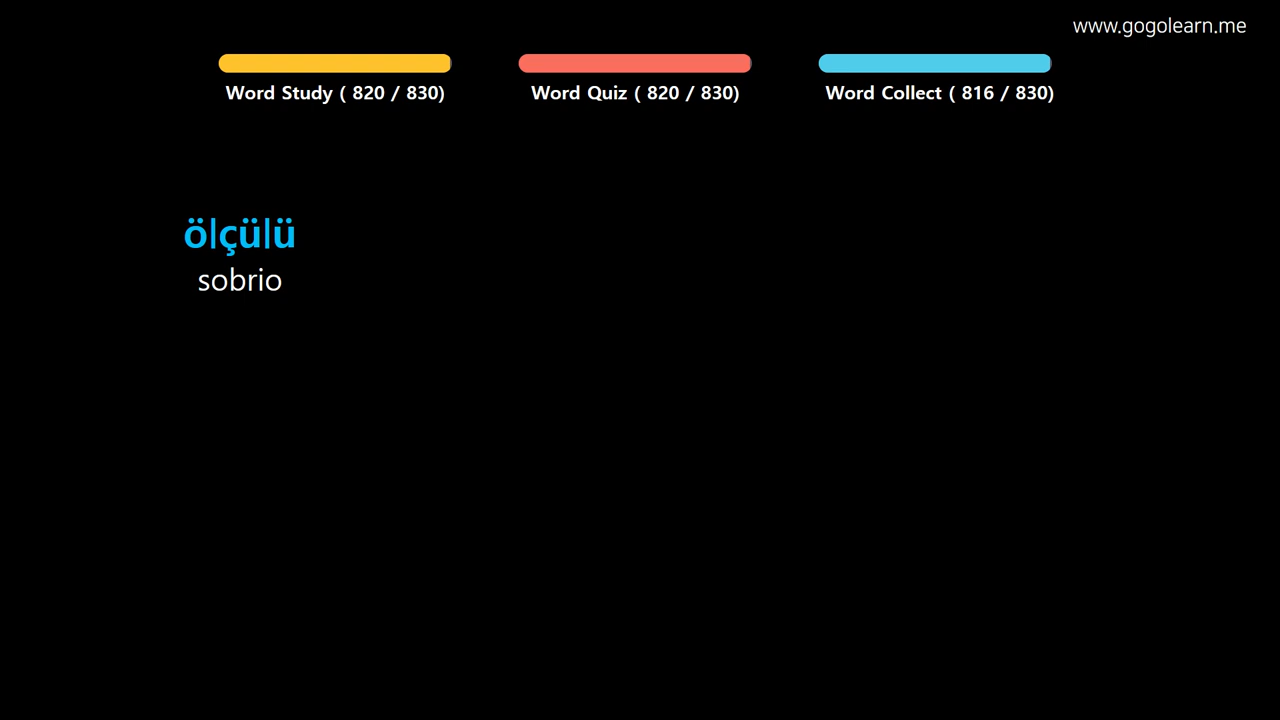 www.gogolearn.me
Word Study ( 820 / 830)
Word Quiz ( 820 / 830)
Word Collect ( 816 / 830)
ölçülü
sobrio